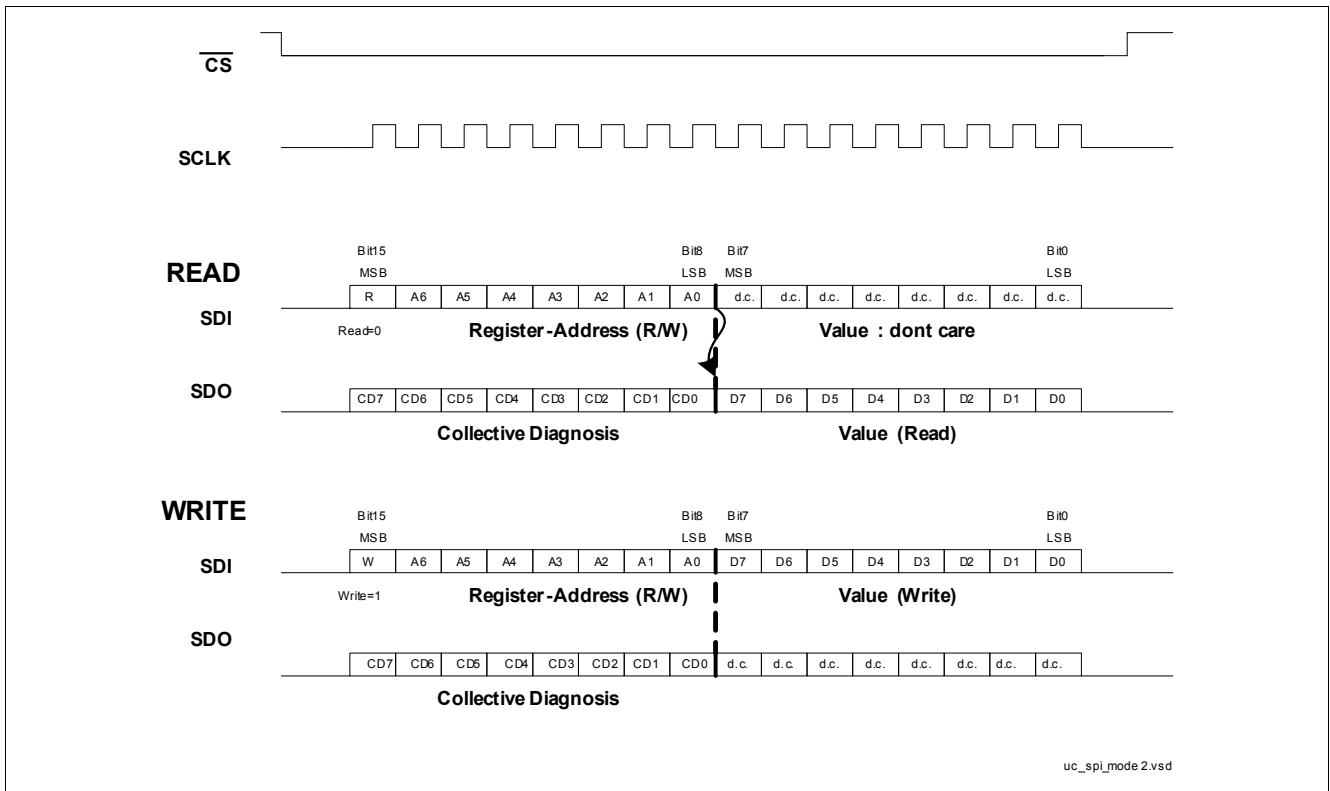 CS
SCLK
Bit15 Bit8 Bit7 Bit0
READ MSB LSB MSB LSB
R A6 A5 A4 A3 A2 A1 A0 d.c. d.c. d.c. d.c. d.c. d.c. d.c. d.c.
SDI
Read=0 Register-Address (R/W) Value : dont care
SDO
CD7 CD6 CD5 CD4 CD3 CD2 CD1 CD0 D7 D6 D5 D4 D3 D2 D1 D0
Collective Diagnosis Value (Read)
WRITE
Bit15 Bit8 Bit7 Bit0
MSB LSB MSB LSB
SDI W A6 A5 A4 A3 A2 A1 A0 D7 D6 D5 D4 D3 D2 D1 D0
Write=1 Register-Address (R/W) Value (Write)
SDO
CD7 CD6 CD5 CD4 CD3 CD2 CD1 CD0 d.c. d.c. d.c. d.c. d.c. d.c. d.c. d.c.
Collective Diagnosis
uc_spi_mode 2.vsd